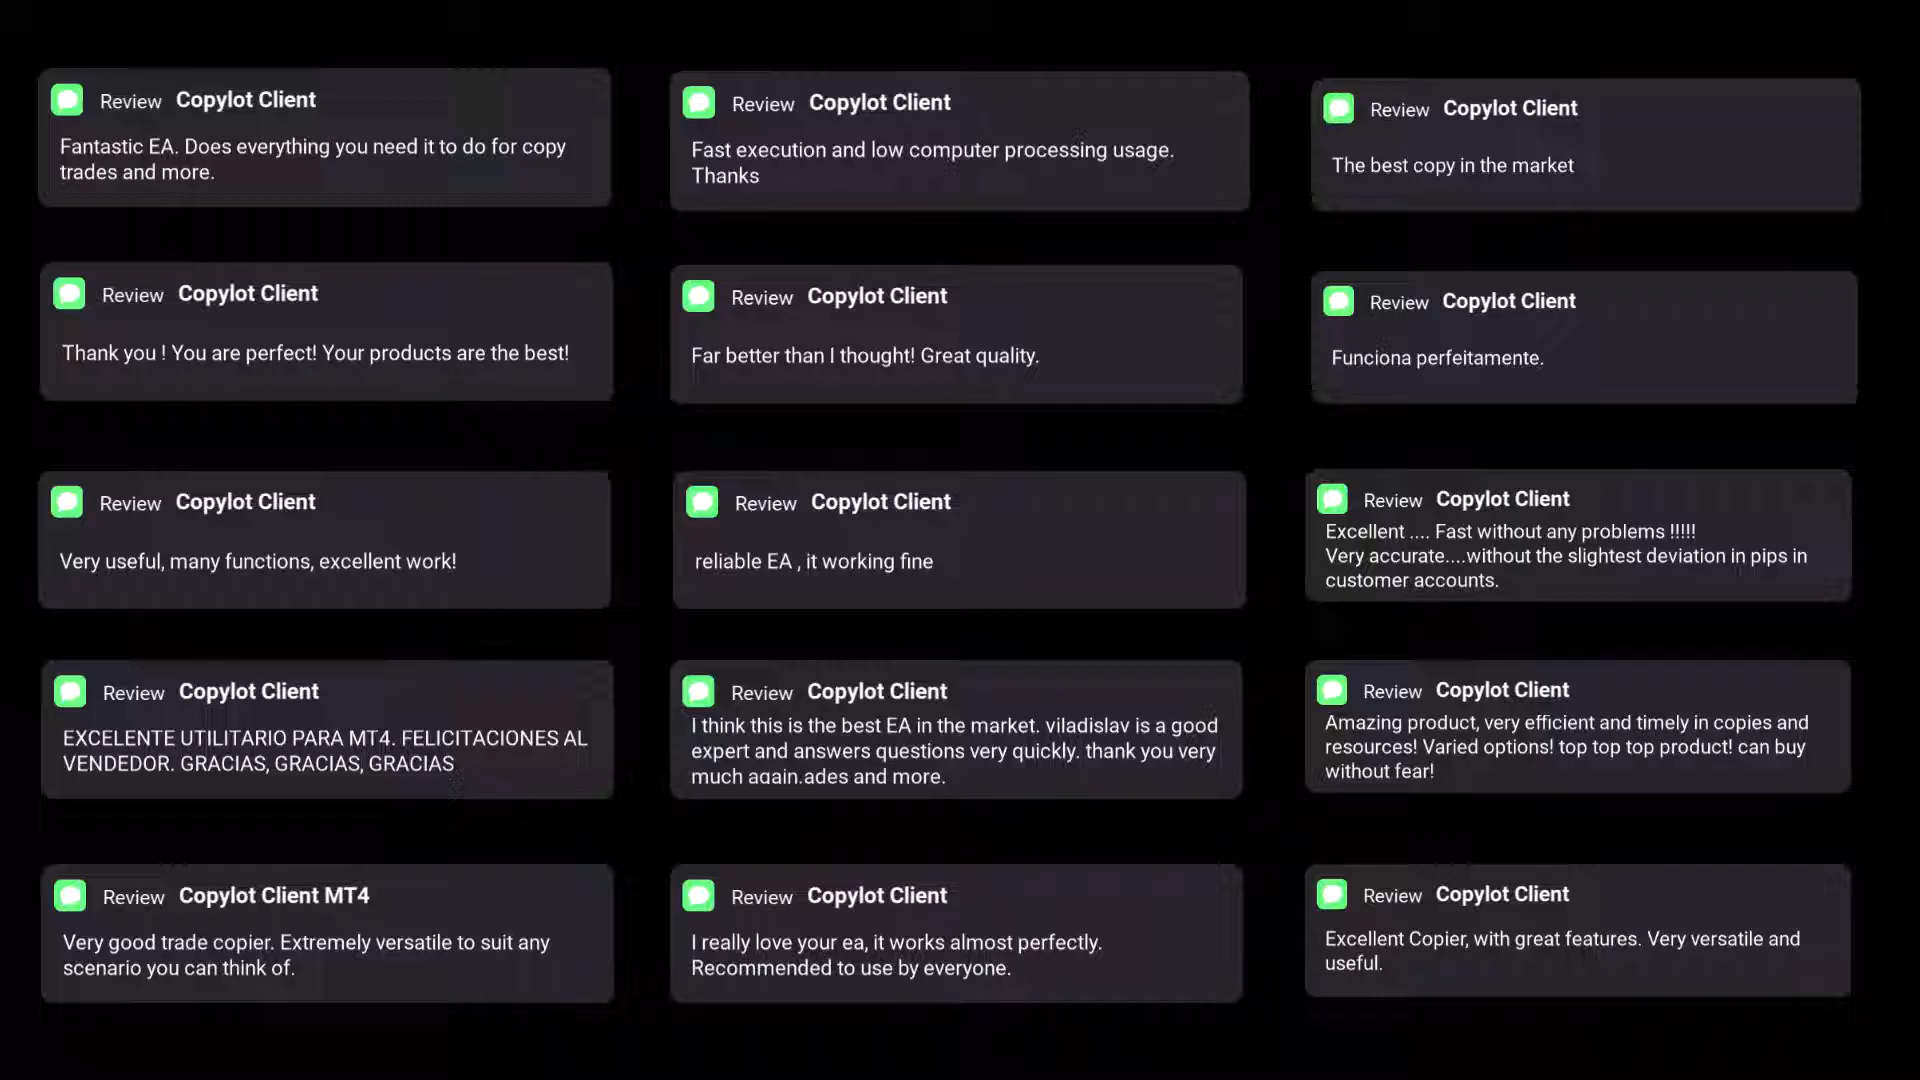 Review Copylot Client
Fantastic EA. Does everything you need it to do for copy
trades and more.
Review Copylot Client
Fast execution and low computer processing usage.
Thanks
Review Copylot Client
The best copy in the market
Review Copylot Client
Thank you ! You are perfect! Your products are the best!
Review Copylot Client
Far better than I thought! Great quality.
Review Copylot Client
Funciona perfeitamente.
Review Copylot Client
Very useful, many functions, excellent work!
Review Copylot Client
reliable EA , it working fine
Review Copylot Client
Excellent .... Fast without any problems !!!!!
Very accurate....without the slightest deviation in pips in
customer accounts.
Review Copylot Client
EXCELENTE UTILITARIO PARA MT4. FELICITACIONES AL
VENDEDOR. GRACIAS, GRACIAS, GRACIAS
Review Copylot Client
I think this is the best EA in the market. viladislav is a good
expert and answers questions very quickly. thank you very
much again.ades and more.
Review Copylot Client
Amazing product, very efficient and timely in copies and
resources! Varied options! top top top product! can buy
without fear!
Review Copylot Client MT4
Very good trade copier. Extremely versatile to suit any
scenario you can think of.
Review Copylot Client
I really love your ea, it works almost perfectly.
Recommended to use by everyone.
Review Copylot Client
Excellent Copier, with great features. Very versatile and
useful.